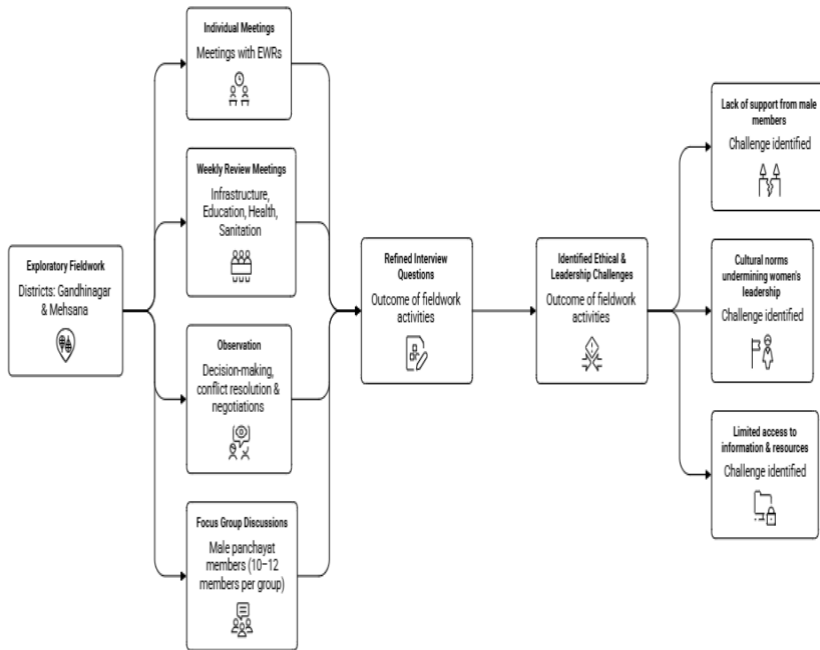 Exploratory Fieldwork
Districts: Gandhinagar
& Mehsana
Individual Meetings
Meetings with EWRs
Weekly Review Meetings
Infrastructure,
Education, Health,
Sanitation
Observation
Decision-making,
conflict resolution &
negotiations
Focus Group Discussions
Male panchayat
members (10–12
members per group)
Refined Interview
Questions
Outcome of fieldwork
activities
Identified Ethical &
Leadership Challenges
Outcome of fieldwork
activities
Lack of support from male
members
Challenge identified
Cultural norms
undermining women's
leadership
Challenge identified
Limited access to
information & resources
Challenge identified